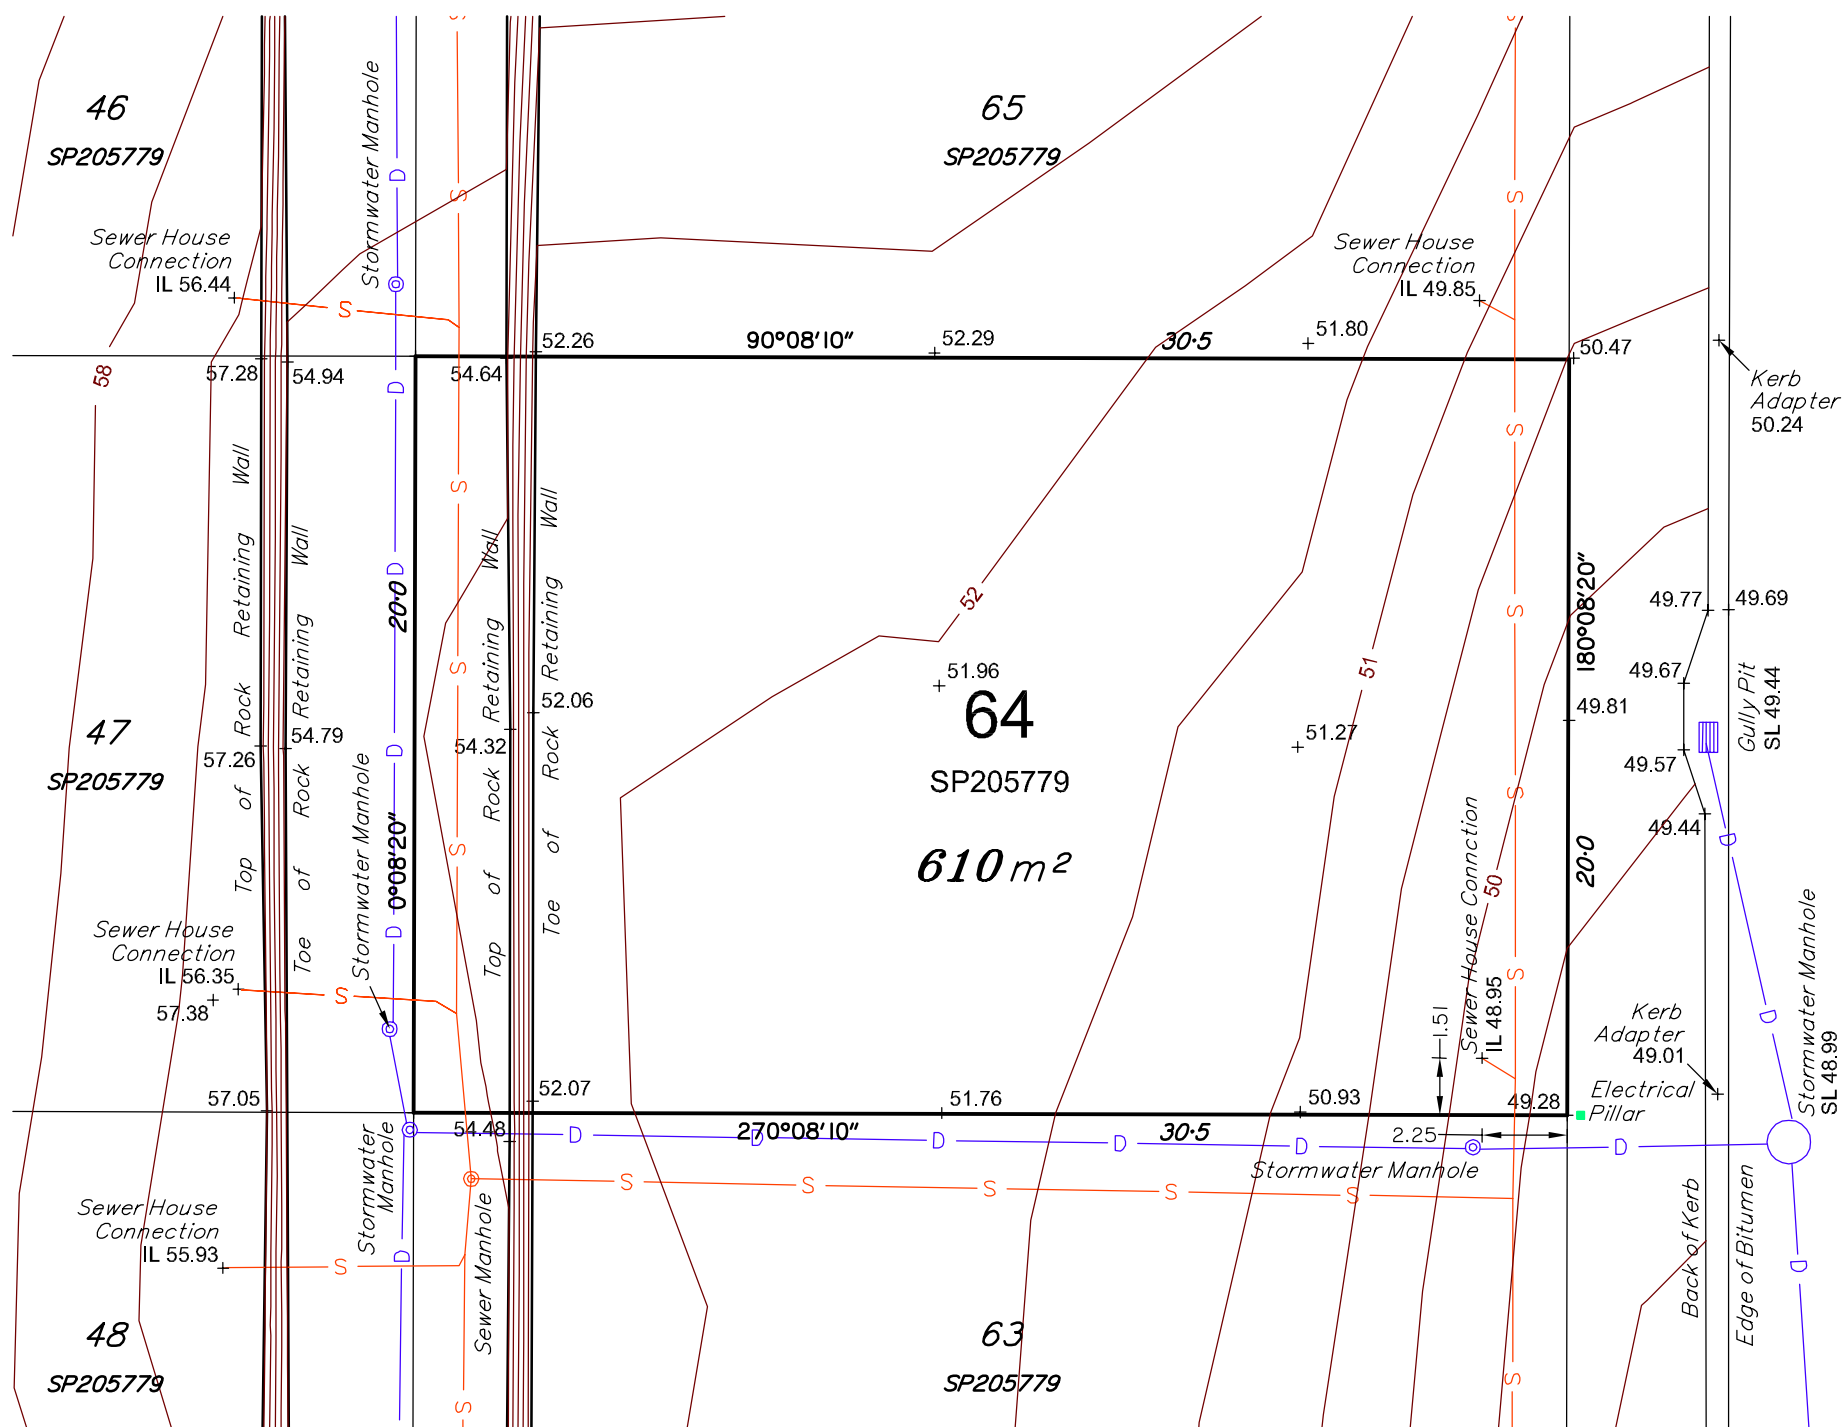 46
SP205779
65
SP205779
Stormwater Manhole
Sewer House
Connection
IL 56.44
Sewer House
Connection
IL 49.85
S
S
S
S
D
D
52.26
90°08'10"
52.29
30·5
51.80
50.47
58
57.28
54.94
54.64
D
Kerb
Adapter
50.24
Top of Rock Retaining Wall
Toe of Rock Retaining Wall
Top of Rock Retaining Wall
Toe of Rock Retaining Wall
S
S
S
D
20·0
52
180°08'20"
49.77
49.69
S
S
51
49.67
51.96
64
SP205779
610 m²
47
SP205779
57.26
54.79
D
54.32
52.06
51.27
49.81
Gully Pit
SL 49.44
49.57
49.44
S
S
D
0°08'20"
Stormwater Manhole
50
20·0
Sewer House Connction
IL 48.95
Sewer House
Connection
IL 56.35
57.38
S
D
S
D
Stormwater Manhole
SL 48.99
1.51
Kerb
Adapter
49.01
Electrical
Pillar
57.05
54.48
52.07
51.76
50.93
49.28
D
D
270°08'10"
D
D
30·5
D
2.25
D
Stormwater Manhole
Stormwater
Manhole
Sewer Manhole
S
S
S
S
S
Sewer House
Connection
IL 55.93
S
D
D
Back of Kerb
Edge of Bitumen
48
SP205779
63
SP205779
S
S